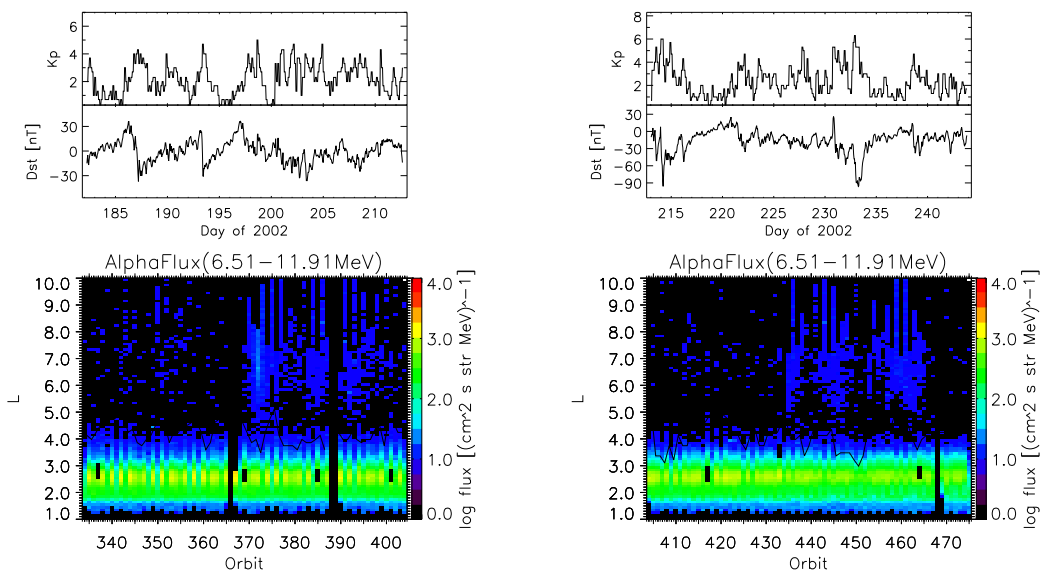 6
4
2
Kp
30
0
−30
Dst [nT]
185 190 195 200 205 210
Day of 2002
AlphaFlux(6.51−11.91MeV)
10.0
9.0
8.0
7.0
6.0
5.0
4.0
3.0
2.0
1.0
L
340 350 360 370 380 390 400
Orbit
4.0
3.0
2.0
1.0
0.0
log flux [(cm^2 s str MeV)^−1]
8
6
4
2
Kp
30
0
−30
−60
−90
Dst [nT]
215 220 225 230 235 240
Day of 2002
AlphaFlux(6.51−11.91MeV)
10.0
9.0
8.0
7.0
6.0
5.0
4.0
3.0
2.0
1.0
L
410 420 430 440 450 460 470
Orbit
4.0
3.0
2.0
1.0
0.0
log flux [(cm^2 s str MeV)^−1]